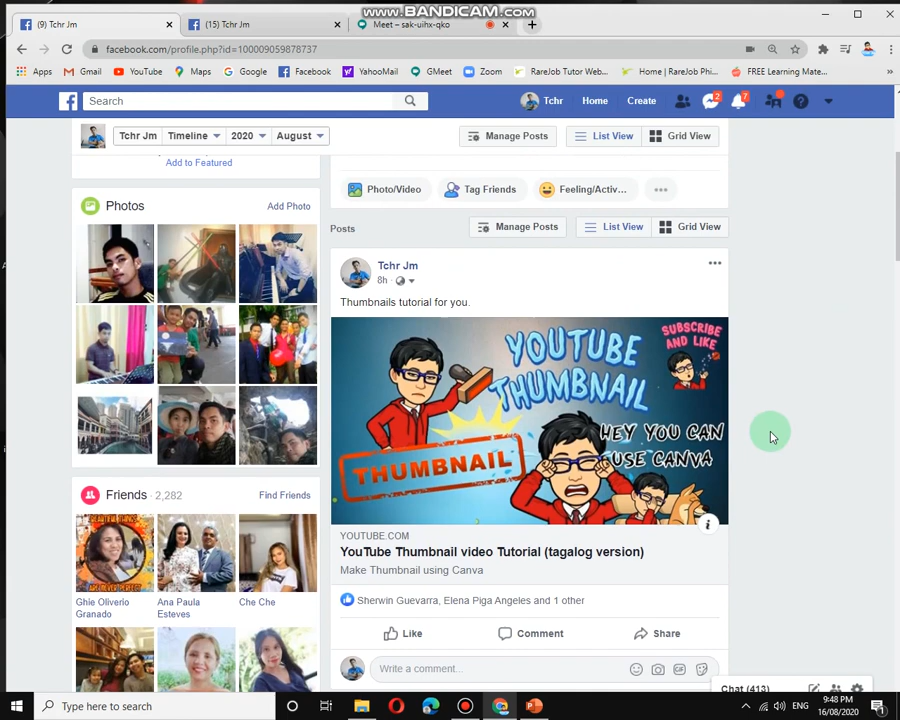 www.BANDICAM.com
(9) Tchr Jm
(15) Tchr Jm
Meet – sak-uihx-qko
facebook.com/profile.php?id=100009059878737
Apps
Gmail
YouTube
Maps
Google
Facebook
YahooMail
GMeet
Zoom
RareJob Tutor Web...
Home | RareJob Phi...
FREE Learning Mate...
»
Search
Tchr
Home
Create
2
7
Tchr Jm
Timeline
2020
August
Manage Posts
List View
Grid View
Add to Featured
Photo/Video
Tag Friends
Feeling/Activ...
Photos
Add Photo
Posts
Manage Posts
List View
Grid View
Tchr Jm
8h
Thumbnails tutorial for you.
YOUTUBE
THUMBNAIL
SUBSCRIBE
AND LIKE
HEY YOU CAN
USE CANVA
THUMBNAIL
YOUTUBE.COM
YouTube Thumbnail video Tutorial (tagalog version)
Make Thumbnail using Canva
Sherwin Guevarra, Elena Piga Angeles and 1 other
Like
Comment
Share
Write a comment...
GIF
Friends · 2,282
Find Friends
Ghie Oliverio
Granado
Ana Paula
Esteves
Che Che
Chat (413)
Type here to search
ENG
9:48 PM
16/08/2020
1